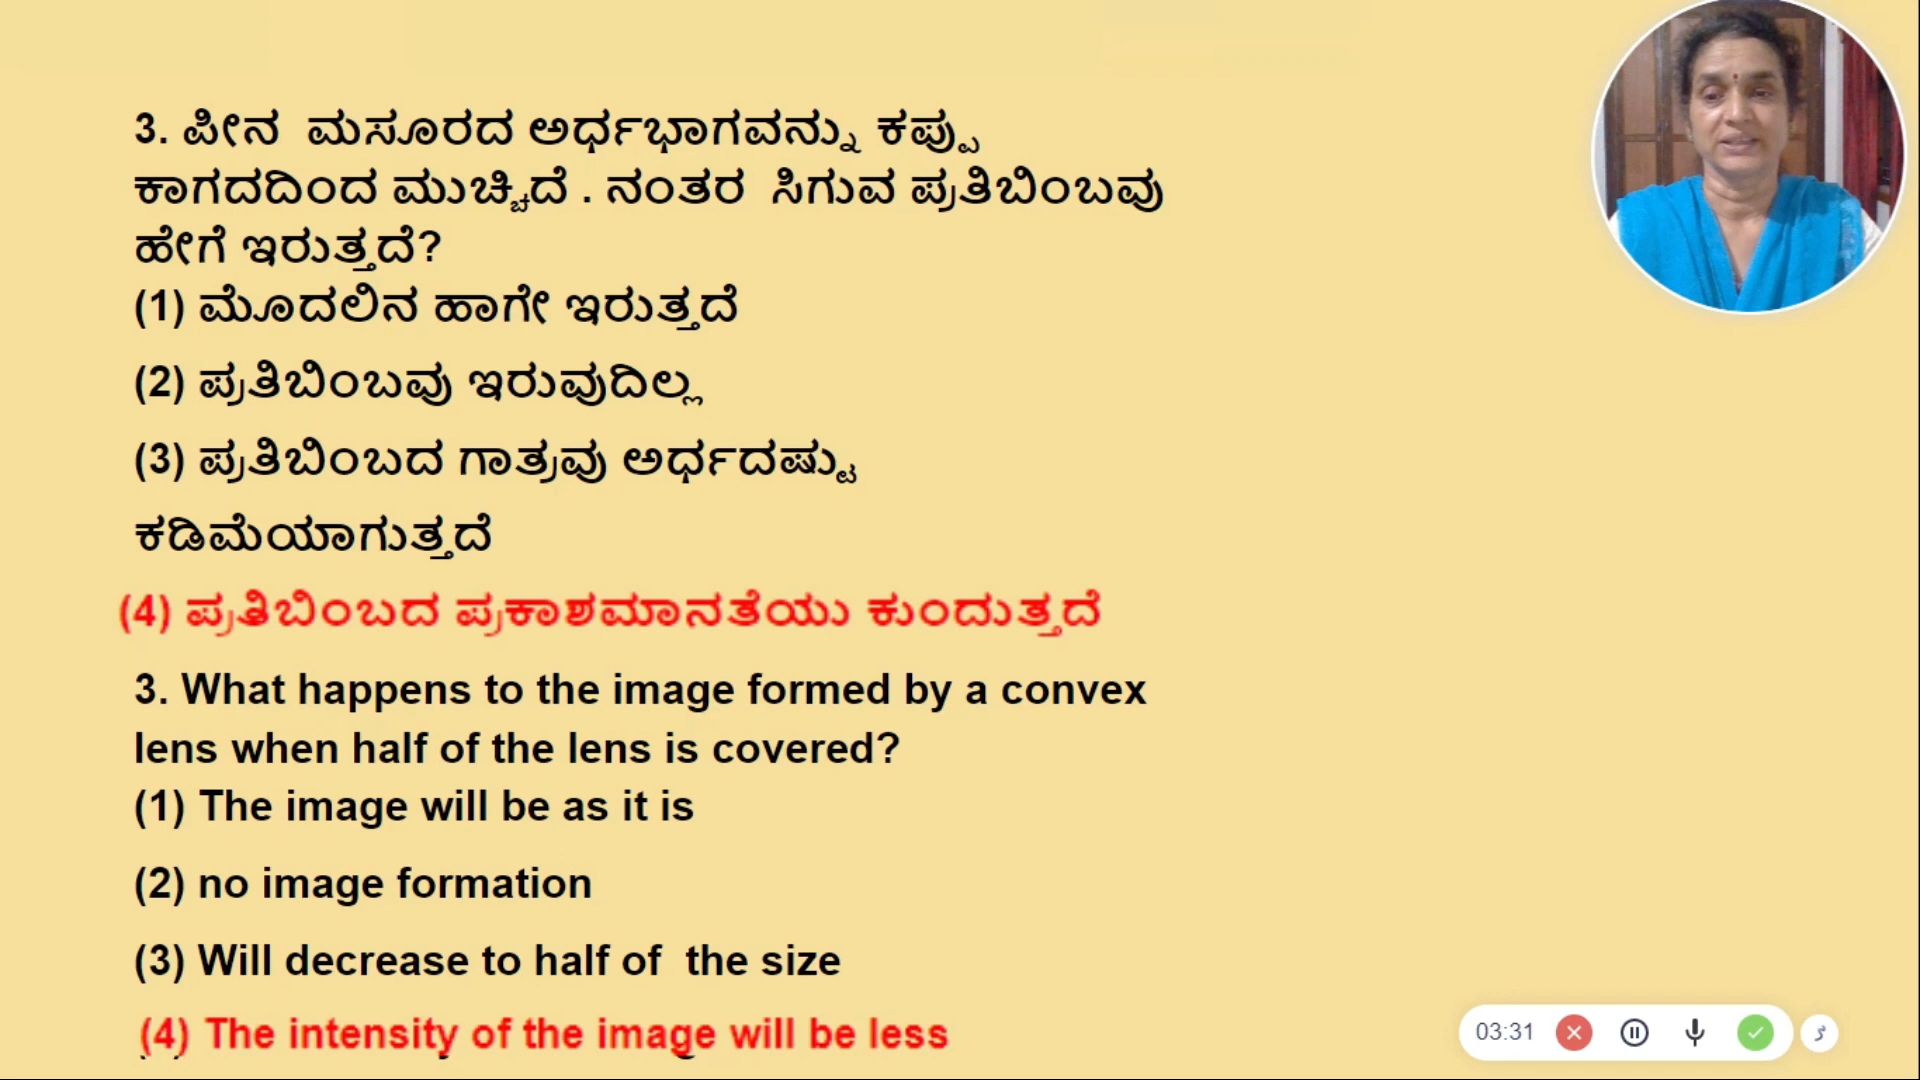 3. ಪೀನ ಮಸೂರದ ಅರ್ಧಭಾಗವನ್ನು ಕಪ್ಪು
ಕಾಗದದಿಂದ ಮುಚ್ಚಿದೆ . ನಂತರ ಸಿಗುವ ಪ್ರತಿಬಿಂಬವು
ಹೇಗೆ ಇರುತ್ತದೆ?
(1) ಮೊದಲಿನ ಹಾಗೇ ಇರುತ್ತದೆ
(2) ಪ್ರತಿಬಿಂಬವು ಇರುವುದಿಲ್ಲ
(3) ಪ್ರತಿಬಿಂಬದ ಗಾತ್ರವು ಅರ್ಧದಷ್ಟು
ಕಡಿಮೆಯಾಗುತ್ತದೆ
(4) ಪ್ರತಿಬಿಂಬದ ಪ್ರಕಾಶಮಾನತೆಯು ಕುಂದುತ್ತದೆ
3. What happens to the image formed by a convex
lens when half of the lens is covered?
(1) The image will be as it is
(2) no image formation
(3) Will decrease to half of the size
(4) The intensity of the image will be less
03:31